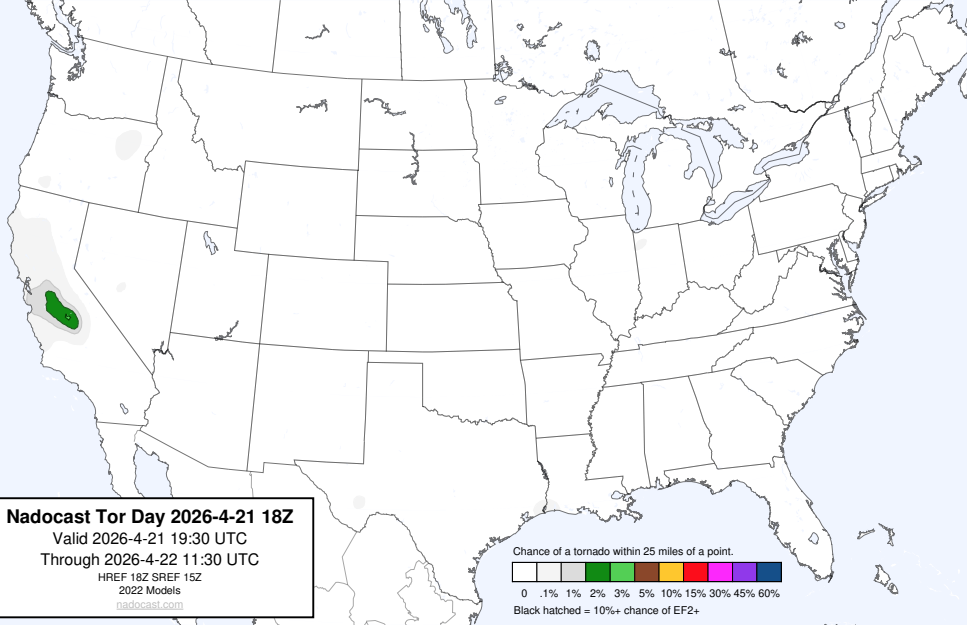 Nadocast Tor Day 2026-4-21 18Z
Valid 2026-4-21 19:30 UTC
Through 2026-4-22 11:30 UTC
HREF 18Z SREF 15Z
2022 Models
nadocast.com
Chance of a tornado within 25 miles of a point.
0 .1% 1% 2% 3% 5% 10% 15% 30% 45% 60%
Black hatched = 10%+ chance of EF2+